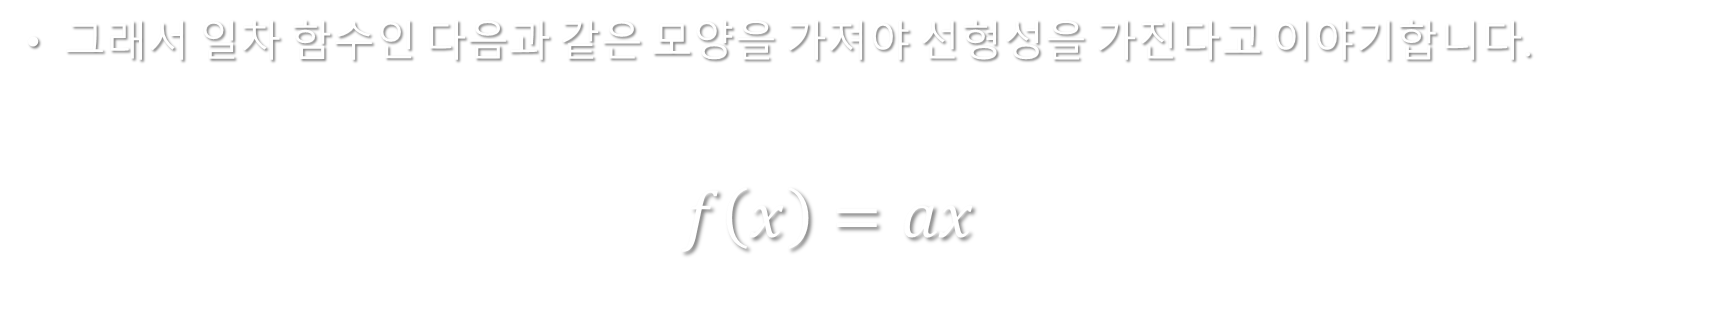 • 그래서 일차 함수인 다음과 같은 모양을 가져야 선형성을 가진다고 이야기합니다.
f(x) = ax